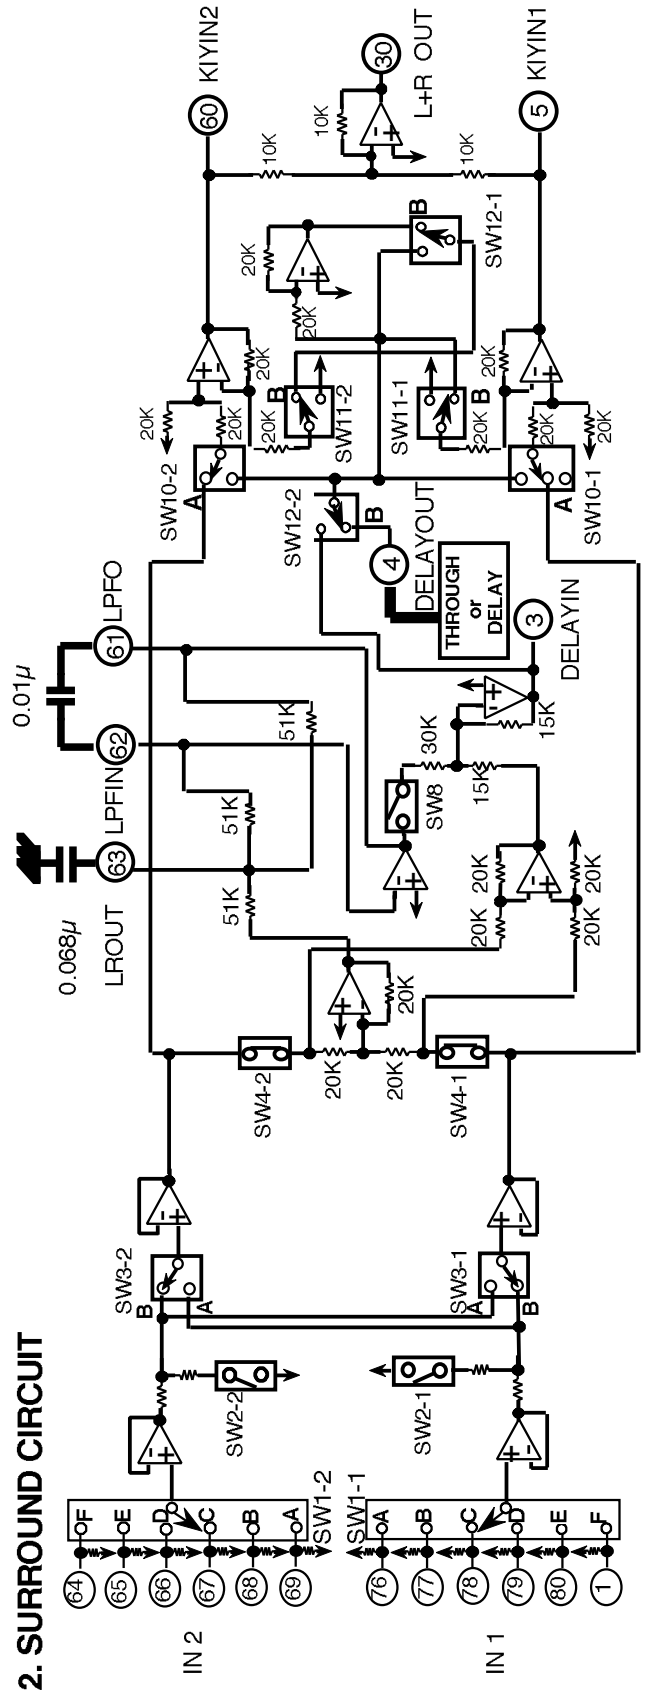 2. SURROUND CIRCUIT
IN 2
64
65
66
67
68
69
F
E
D
C
B
A
SW1-2
IN 1
76
77
78
79
80
1
A
B
C
D
E
F
SW1-1
SW2-2
SW2-1
SW3-2
B
A
SW3-1
A
B
SW4-2
SW4-1
20K
20K
20K
0.068μ
0.01μ
LROUT
63
LPFIN
62
LPFO
61
51K
51K
51K
20K
20K
20K
20K
SW8
30K
15K
15K
DELAYIN
3
THROUGH
or
DELAY
DELAYOUT
4
SW12-2
B
SW10-2
A
20K
20K
20K
20K
SW11-2
B
SW11-1
B
SW10-1
A
20K
20K
20K
20K
20K
20K
SW12-1
B
10K
10K
10K
KIYIN2
60
30
L+R OUT
KIYIN1
5